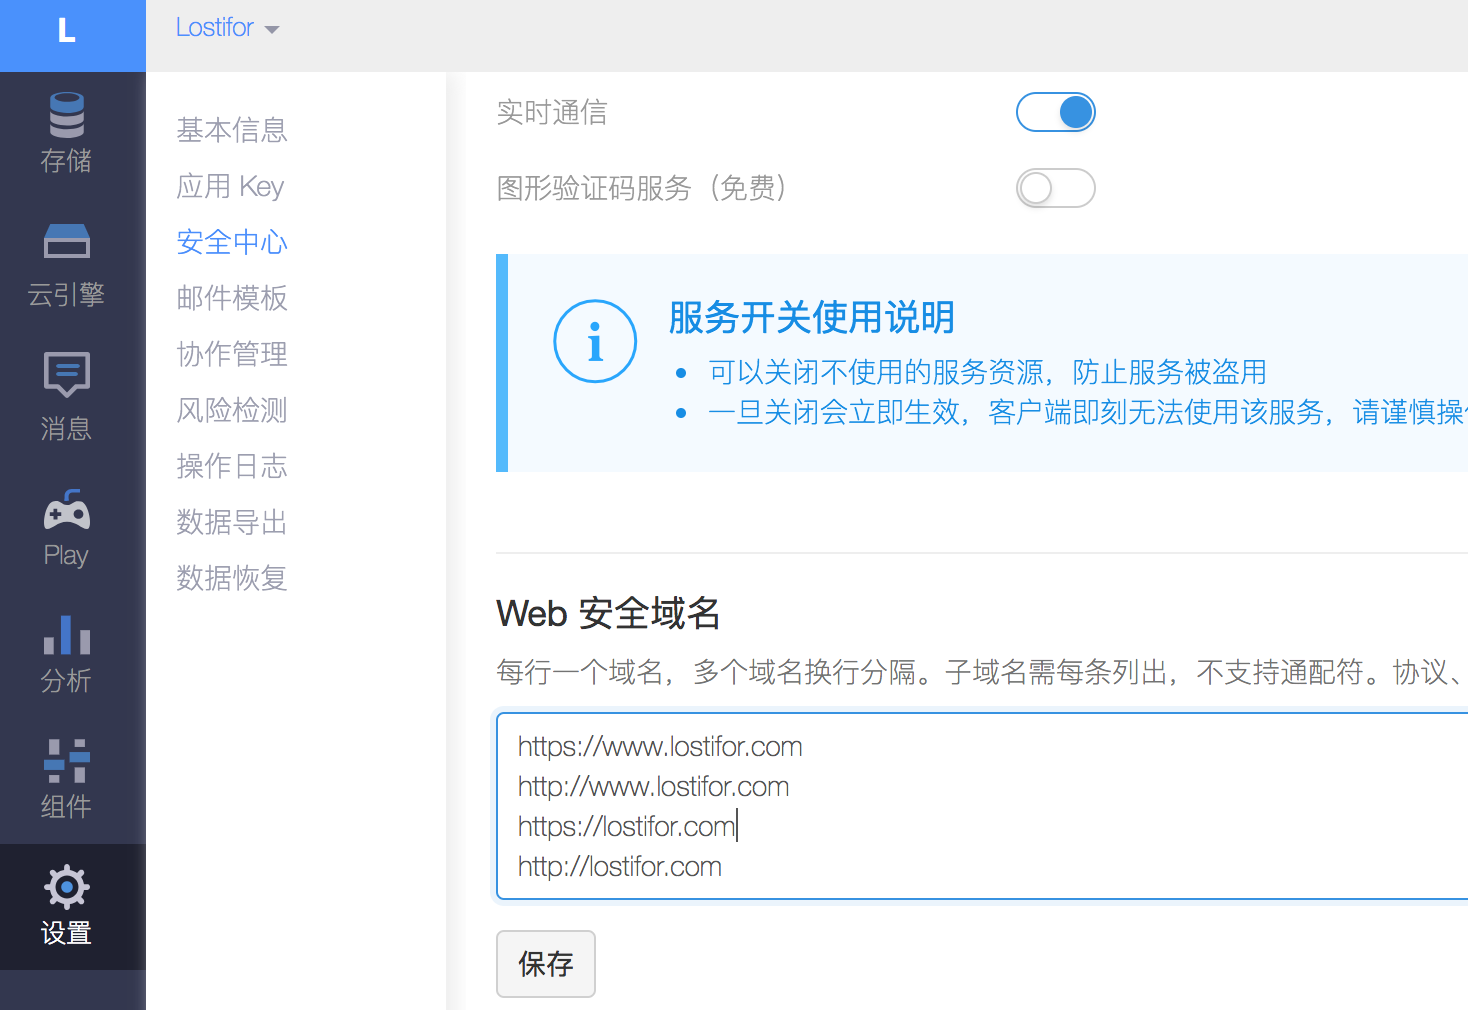 L
Lostifor
存储
云引擎
消息
Play
分析
组件
设置
基本信息
应用 Key
安全中心
邮件模板
协作管理
风险检测
操作日志
数据导出
数据恢复
实时通信
图形验证码服务（免费）
服务开关使用说明
可以关闭不使用的服务资源，防止服务被盗用
一旦关闭会立即生效，客户端即刻无法使用该服务，请谨慎操
Web 安全域名
每行一个域名，多个域名换行分隔。子域名需每条列出，不支持通配符。协议、
https://www.lostifor.com
http://www.lostifor.com
https://lostifor.com
http://lostifor.com
保存